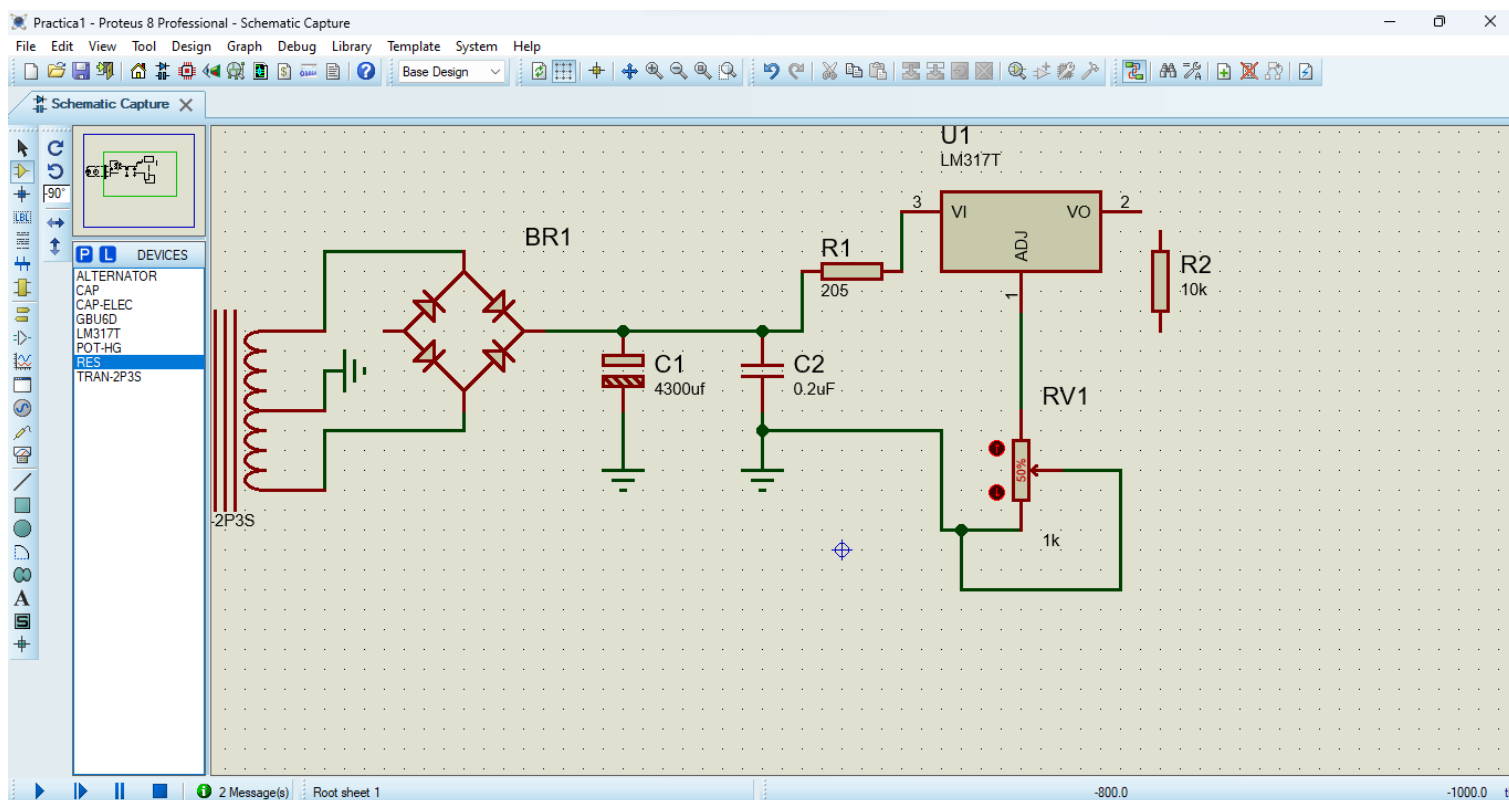 Practica1 - Proteus 8 Professional - Schematic Capture
File Edit View Tool Design Graph Debug Library Template System Help
Base Design
Schematic Capture
-90°
LBL
P L DEVICES
ALTERNATOR
CAP
CAP-ELEC
GBU6D
LM317T
POT-HG
RES
TRAN-2P3S
A
S
-2P3S
BR1
C1
4300uf
C2
0.2uF
R1
205
U1
LM317T
3
VI
VO
2
ADJ
1
R2
10k
RV1
50%
1k
2 Message(s)
Root sheet 1
-800.0
-1000.0
t